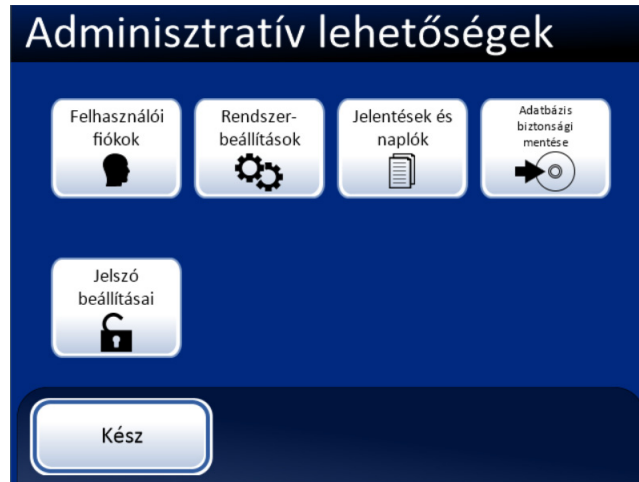 Adminisztratív lehetőségek
Felhasználói
fiókok
Rendszer-
beállítások
Jelentések és
naplók
Adatbázis
biztonsági
mentése
Jelszó
beállításai
Kész